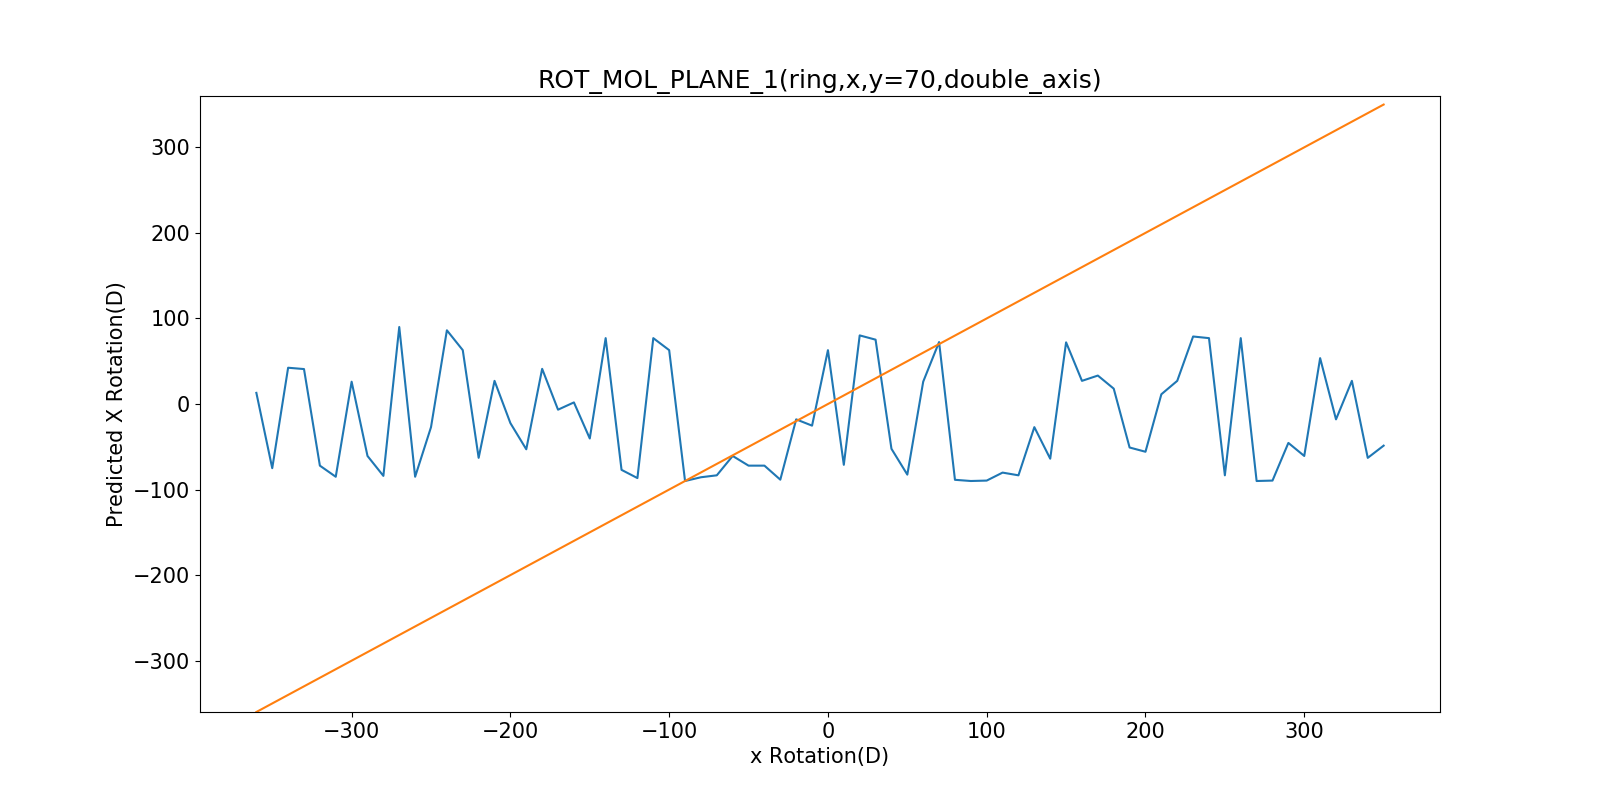 ROT_MOL_PLANE_1(ring,x,y=70,double_axis)
Predicted X Rotation(D)
300
200
100
0
−100
−200
−300
−300 −200 −100 0 100 200 300
x Rotation(D)